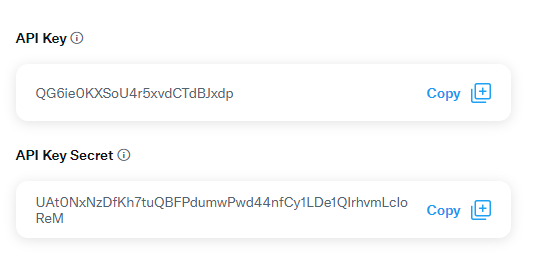 API Key
QG6ie0KXSoU4r5xvdCTdBJxdp
Copy
API Key Secret
UAt0NxNzDfKh7tuQBFPdumwPwd44nfCy1LDe1QIrhvmLcIo
ReM
Copy